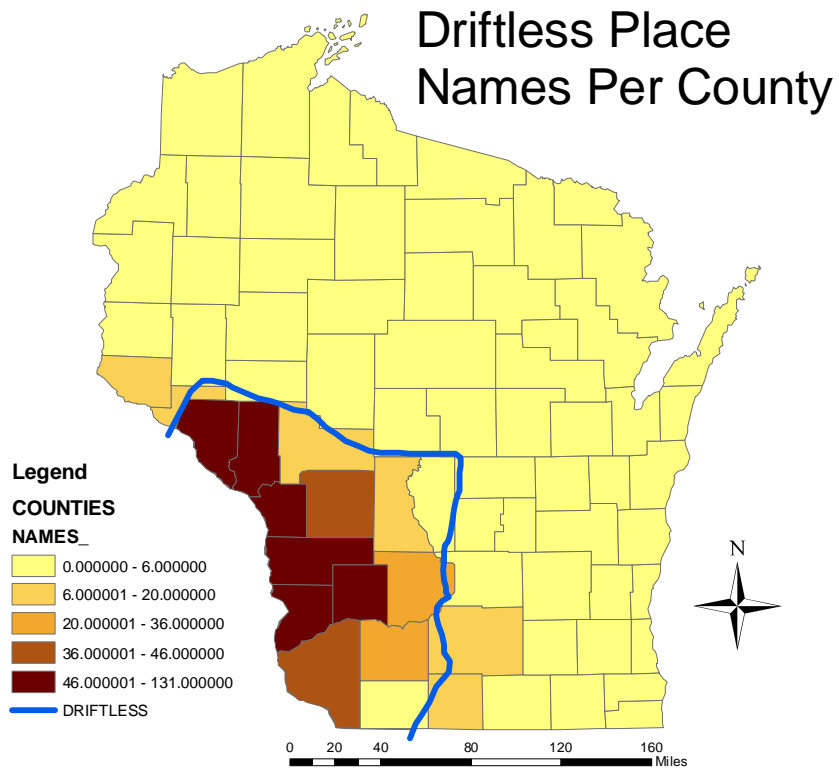 Driftless Place
Names Per County
Legend
COUNTIES
NAMES_
0.000000 - 6.000000
6.000001 - 20.000000
20.000001 - 36.000000
36.000001 - 46.000000
46.000001 - 131.000000
DRIFTLESS
N
0 20 40 80 120 160
Miles